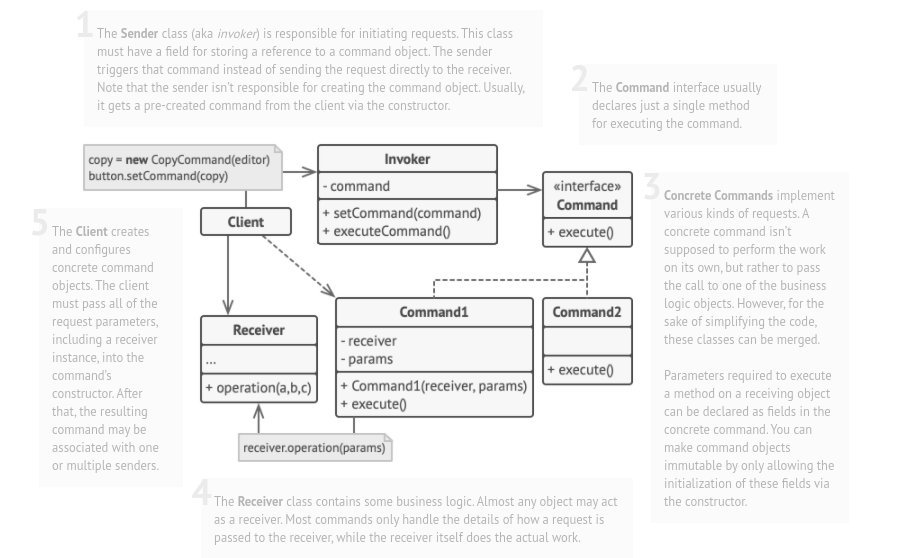 1
The Sender class (aka invoker) is responsible for initiating requests. This class
must have a field for storing a reference to a command object. The sender
triggers that command instead of sending the request directly to the receiver.
Note that the sender isn't responsible for creating the command object. Usually,
it gets a pre-created command from the client via the constructor.
2
The Command interface usually
declares just a single method
for executing the command.
copy = new CopyCommand(editor)
button.setCommand(copy)
Invoker
- command
+ setCommand(command)
+ executeCommand()
«interface»
Command
+ execute()
3
Concrete Commands implement
various kinds of requests. A
concrete command isn't
supposed to perform the work
on its own, but rather to pass
the call to one of the business
logic objects. However, for the
sake of simplifying the code,
these classes can be merged.
Parameters required to execute
a method on a receiving object
can be declared as fields in the
concrete command. You can
make command objects
immutable by only allowing the
initialization of these fields via
the constructor.
5
The Client creates
and configures
concrete command
objects. The client
must pass all of the
request parameters,
including a receiver
instance, into the
command's
constructor. After
that, the resulting
command may be
associated with one
or multiple senders.
Client
Receiver
...
+ operation(a,b,c)
Command1
- receiver
- params
+ Command1(receiver, params)
+ execute()
Command2
+ execute()
receiver.operation(params)
4
The Receiver class contains some business logic. Almost any object may act
as a receiver. Most commands only handle the details of how a request is
passed to the receiver, while the receiver itself does the actual work.